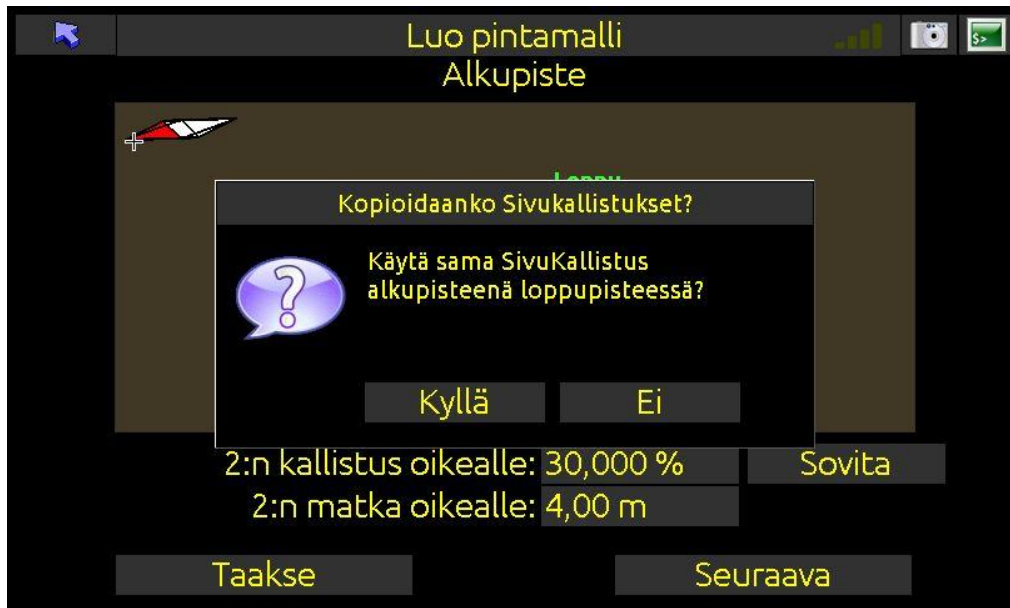 Luo pintamalli
Alkupiste
Loppu
Kopioidaanko Sivukallistukset?
Käytä sama SivuKallistus
alkupisteenä loppupisteessä?
Kyllä
Ei
2:n kallistus oikealle: 30,000 %
Sovita
2:n matka oikealle: 4,00 m
Taakse
Seuraava